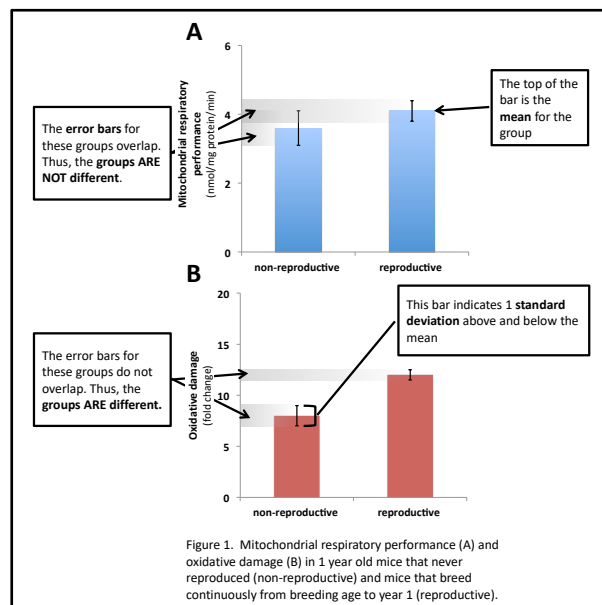 A
6
4
2
0
Mitochondrial respiratory
performance
(nmol/mg protein/min)
non-reproductive
reproductive
The error bars for
these groups overlap.
Thus, the groups ARE
NOT different.
The top of the
bar is the
mean for the
group
B
20
15
10
5
0
Oxidative damage
(fold change)
non-reproductive
reproductive
The error bars for
these groups do not
overlap. Thus, the
groups ARE different.
This bar indicates 1 standard
deviation above and below the
mean
Figure 1. Mitochondrial respiratory performance (A) and
oxidative damage (B) in 1 year old mice that never
reproduced (non-reproductive) and mice that breed
continuously from breeding age to year 1 (reproductive).